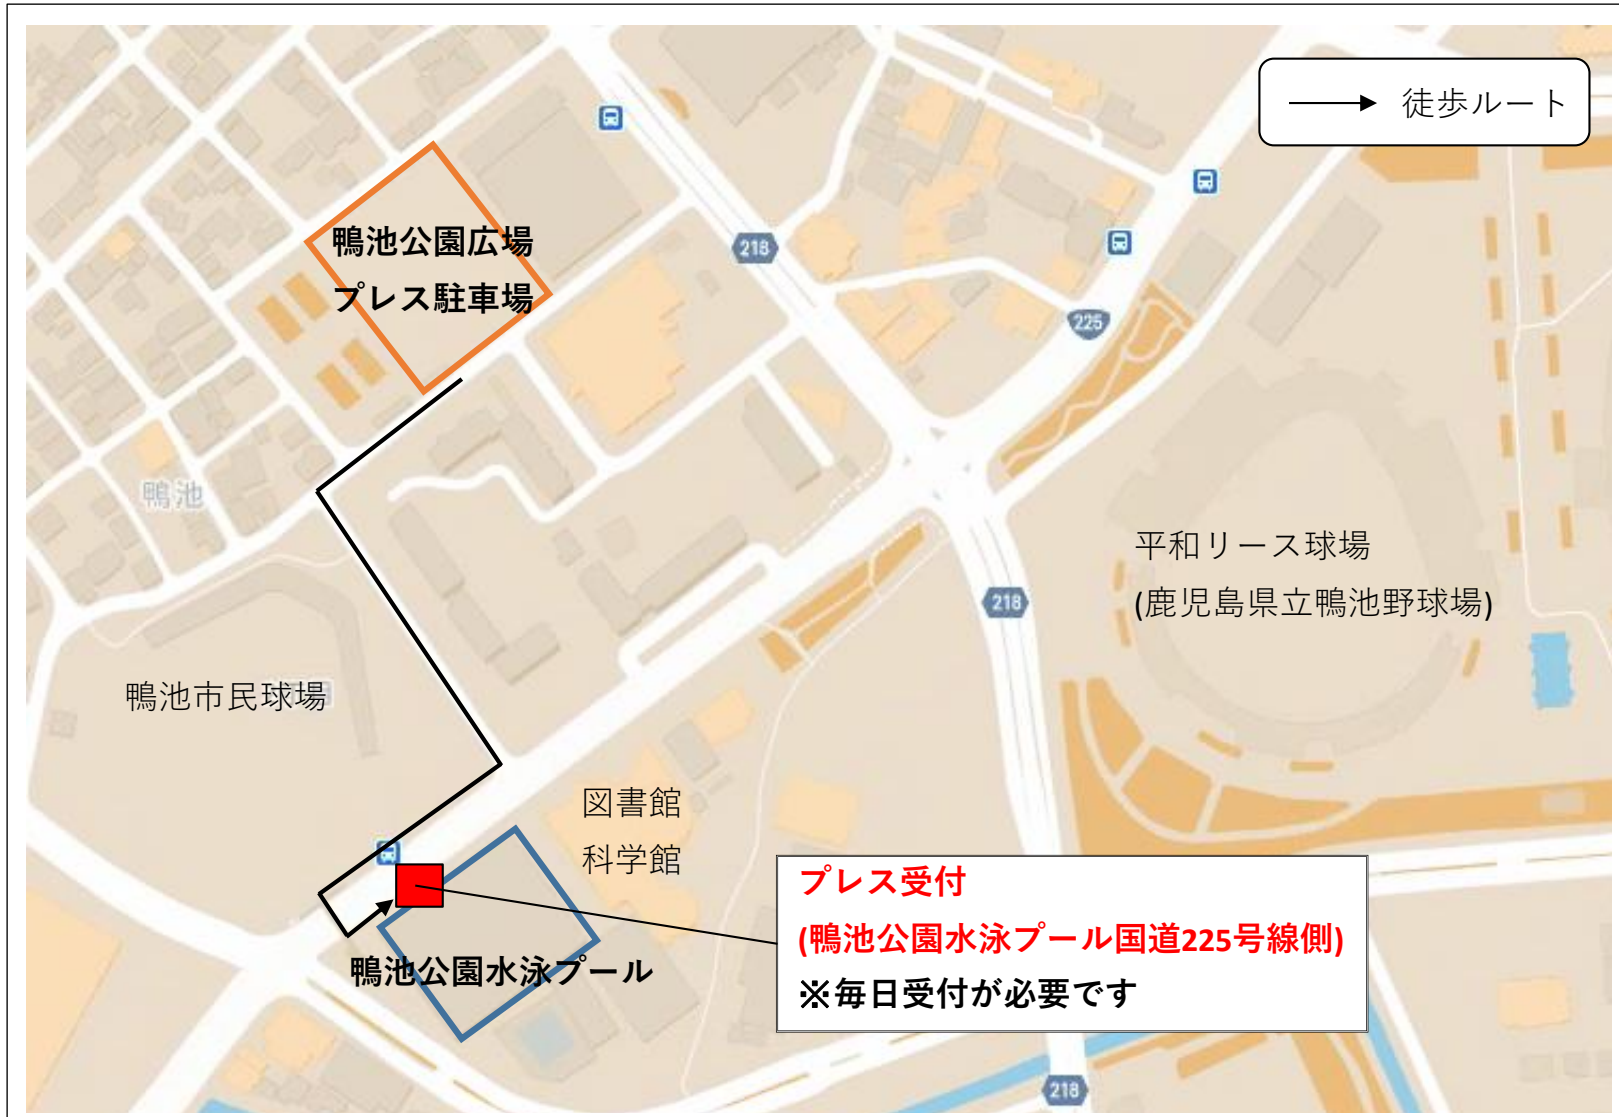 徒歩ルート
鴨池公園広場
プレス駐車場
218
225
鴨池
平和リース球場
(鹿児島県立鴨池野球場)
218
鴨池市民球場
図書館
科学館
プレス受付
(鴨池公園水泳プール国道225号線側)
※毎日受付が必要です
鴨池公園水泳プール
218